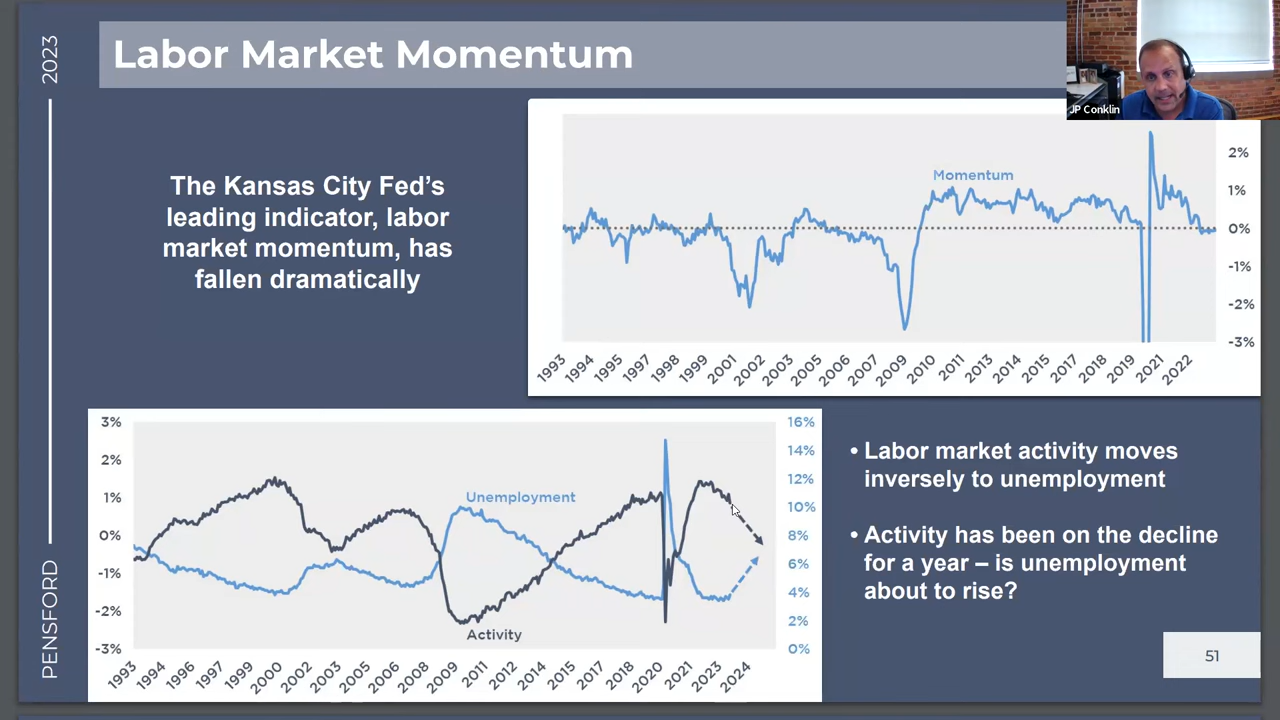 2023
PENSFORD
Labor Market Momentum
JP Conklin
The Kansas City Fed’s
leading indicator, labor
market momentum, has
fallen dramatically
Momentum
2%
1%
0%
-1%
-2%
-3%
1993 1994 1995 1997 1998 1999 2001 2002 2003 2005 2006 2007 2009 2010 2011 2013 2014 2015 2017 2018 2019 2021 2022
3%
2%
1%
0%
-1%
-2%
-3%
Unemployment
Activity
16%
14%
12%
10%
8%
6%
4%
2%
0%
1993 1994 1995 1997 1999 2000 2002 2003 2005 2006 2008 2009 2011 2012 2014 2015 2017 2018 2020 2021 2023 2024
• Labor market activity moves
inversely to unemployment
• Activity has been on the decline
for a year – is unemployment
about to rise?
51